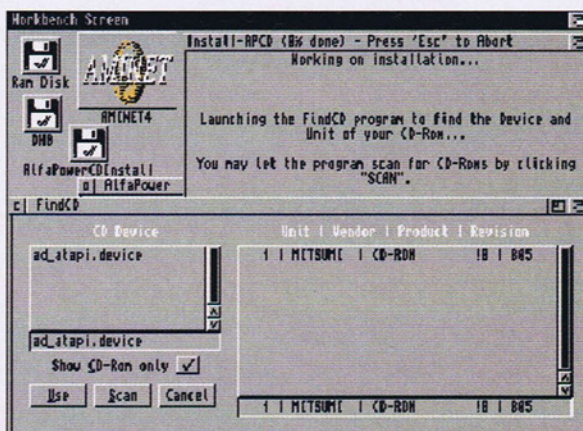 Workbench Screen
Ram Disk
AMINET
AMINET4
DH0
AlfaPowerCDInstall
AlfaPower
Install-APCD (8% done) - Press 'Esc' to Abort
Working on installation...
Launching the FindCD program to find the Device and
Unit of your CD-Rom...
You may let the program scan for CD-Roms by clicking
"SCAN".
FindCD
CD Device
ad_atapi.device
ad_atapi.device
Show CD-Rom only
Use Scan Cancel
Unit | Vendor | Product | Revision
1 | MITSUMI | CD-ROM !B | B05
1 | MITSUMI | CD-ROM !B | B05